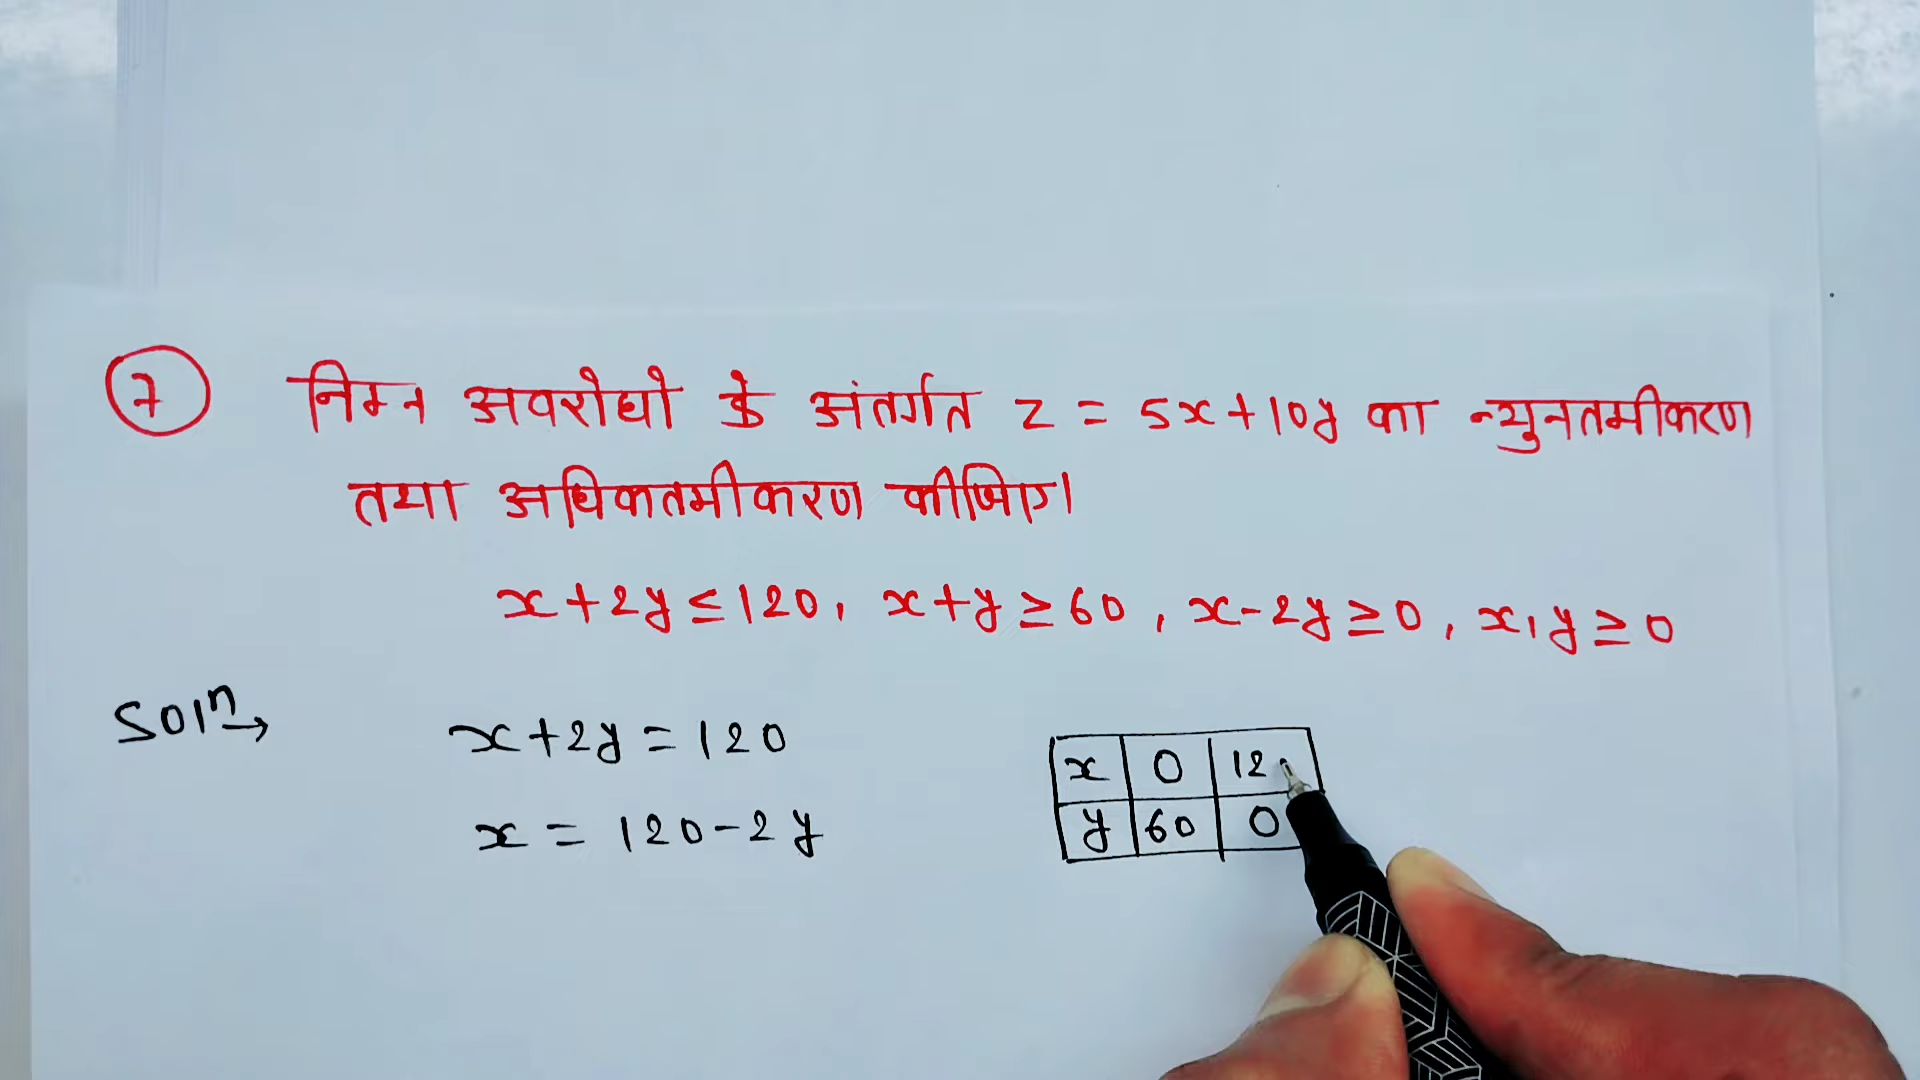 7 निम्न अवरोधो के अंतर्गत z = 5x+10y का न्युनतमीकरण
तथा अधिकतमीकरण कीजिए।
x+2y≤120, x+y≥60, x-2y≥0, x,y≥0
Solⁿ→ x+2y=120
x = 120-2y
x 0 12
y 60 0